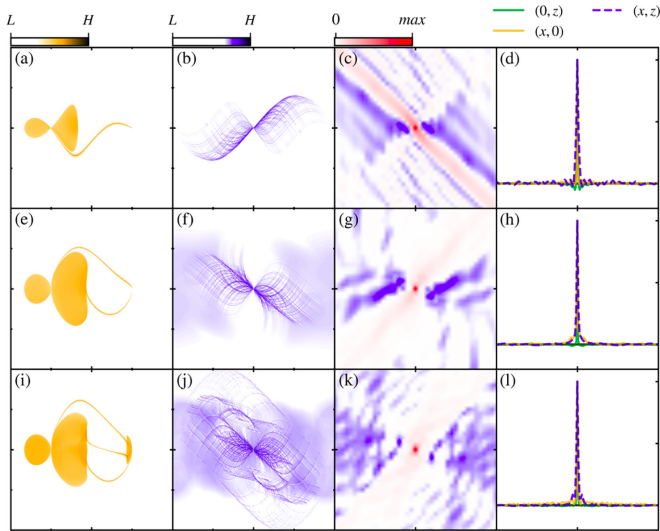 L H L H 0 max (0, z) (x, z)
(x, 0)
(a) (b) (c) (d)
(e) (f) (g) (h)
(i) (j) (k) (l)